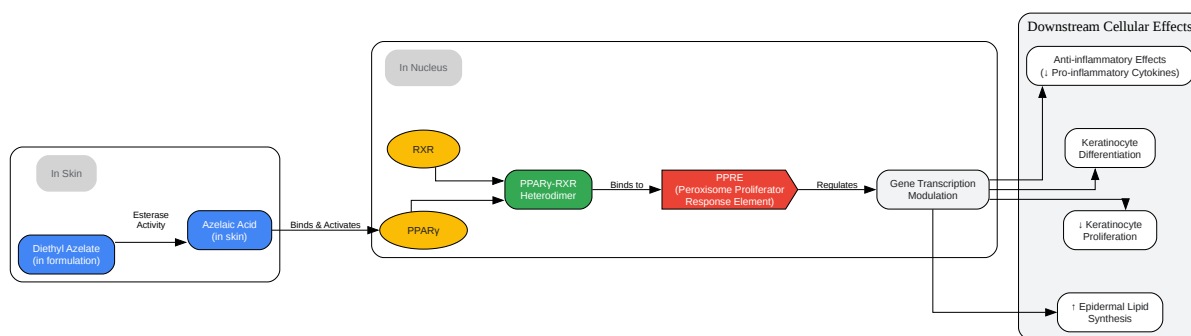 Downstream Cellular Effects
Anti-inflammatory Effects
(↓ Pro-inflammatory Cytokines)
In Nucleus
RXR
Keratinocyte
Differentiation
In Skin
PPARγ-RXR
Heterodimer
Binds to
PPRE
(Peroxisome Proliferator
Response Element)
Regulates
Gene Transcription
Modulation
Esterase
Activity
Azelaic Acid
(in skin)
Binds & Activates
PPARγ
↓ Keratinocyte
Proliferation
Diethyl Azelate
(in formulation)
↑ Epidermal Lipid
Synthesis